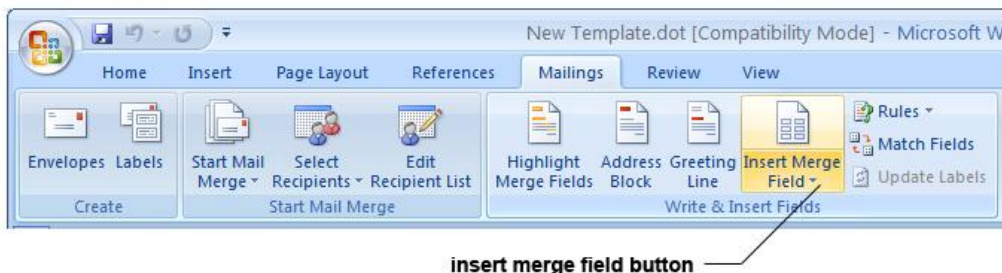 New Template.dot [Compatibility Mode] - Microsoft W
Home Insert Page Layout References Mailings Review View
Envelopes Labels
Start Mail
Merge
Select
Recipients
Edit
Recipient List
Highlight
Merge Fields
Address
Block
Greeting
Line
Insert Merge
Field
Rules
Match Fields
Update Labels
Create
Start Mail Merge
Write & Insert Fields
insert merge field button